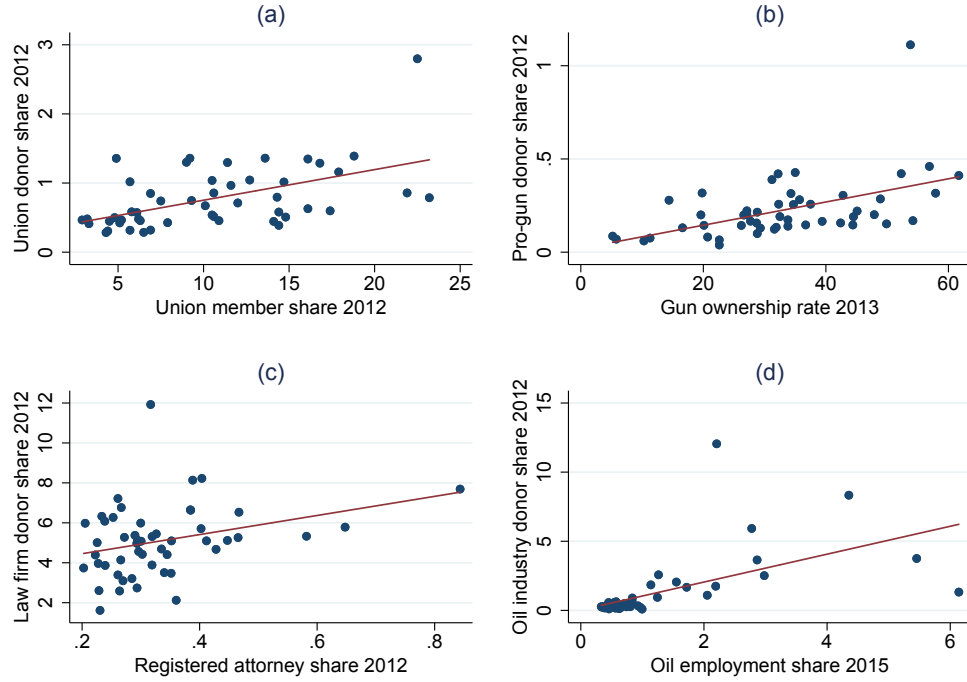 (a)
Union donor share 2012
3
2
1
0
5
10
15
20
25
Union member share 2012
(b)
Pro-gun donor share 2012
1
.5
0
0
20
40
60
Gun ownership rate 2013
(c)
Law firm donor share 2012
12
10
8
6
4
2
.2
.4
.6
.8
Registered attorney share 2012
(d)
Oil industry donor share 2012
15
10
5
0
0
2
4
6
Oil employment share 2015